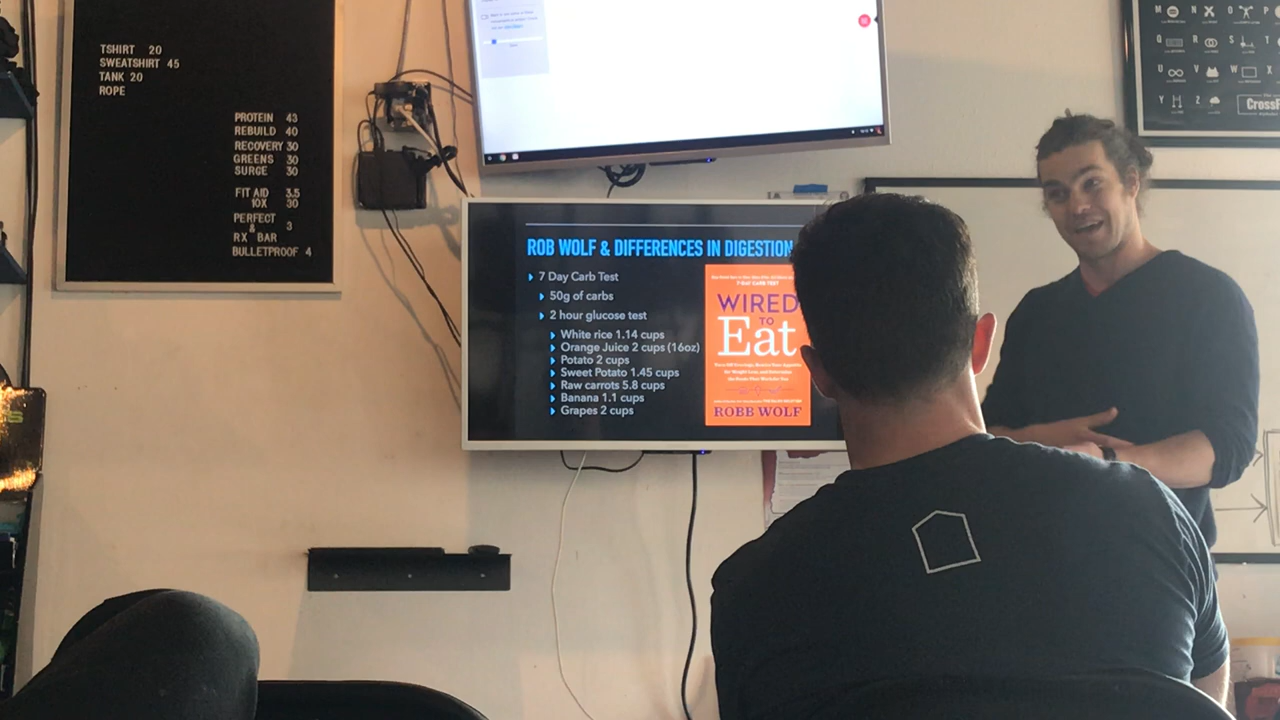 TSHIRT 20
SWEATSHIRT 45
TANK 20
ROPE
PROTEIN 43
REBUILD 40
RECOVERY 30
GREENS 30
SURGE 30
FIT AID 3.5
10X 30
PERFECT
& 3
RX BAR
BULLETPROOF 4
ROB WOLF & DIFFERENCES IN DIGESTION
7 Day Carb Test
50g of carbs
2 hour glucose test
White rice 1.14 cups
Orange Juice 2 cups (16oz)
Potato 2 cups
Sweet Potato 1.45 cups
Raw carrots 5.8 cups
Banana 1.1 cups
Grapes 2 cups
7-DAY CARB TEST
WIRED
TO
Eat
ROBB WOLF
M N X O P
Q R S T
U V W X
Y Z
CrossF